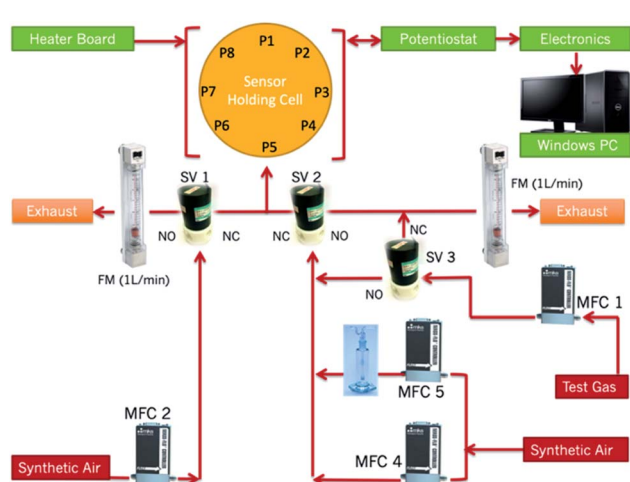 Heater Board
P1
P8
P2
P7
Sensor
Holding Cell
P3
P6
P4
P5
Potentiostat
Electronics
Windows PC
SV 1
SV 2
FM (1L/min)
Exhaust
NO
NC
NC
NO
NC
SV 3
Exhaust
FM (1L/min)
NO
MFC 1
Test Gas
MFC 5
MFC 2
MFC 4
Synthetic Air
Synthetic Air